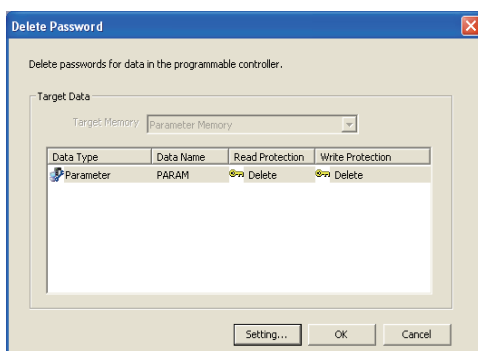 Delete Password
Delete passwords for data in the programmable controller.
Target Data
Target Memory Parameter Memory
Data Type Data Name Read Protection Write Protection
Parameter PARAM Delete Delete
Setting... OK Cancel